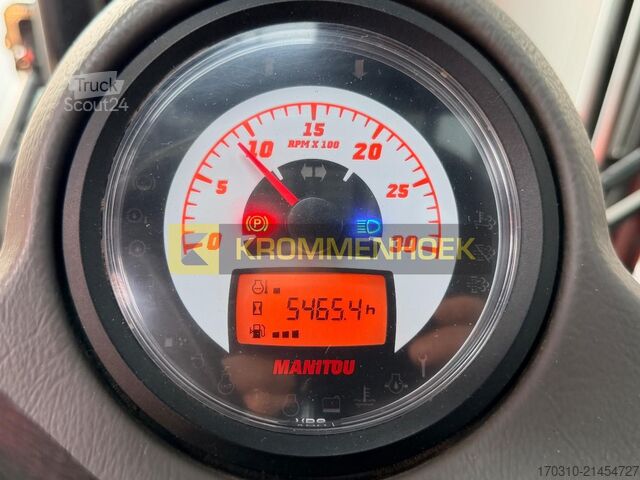 Truck
Scout24
15
10
20
RPM X 100
5
25
0
30
P
KROMMENHOEK
5465.4h
MANITOU
170310-21454727